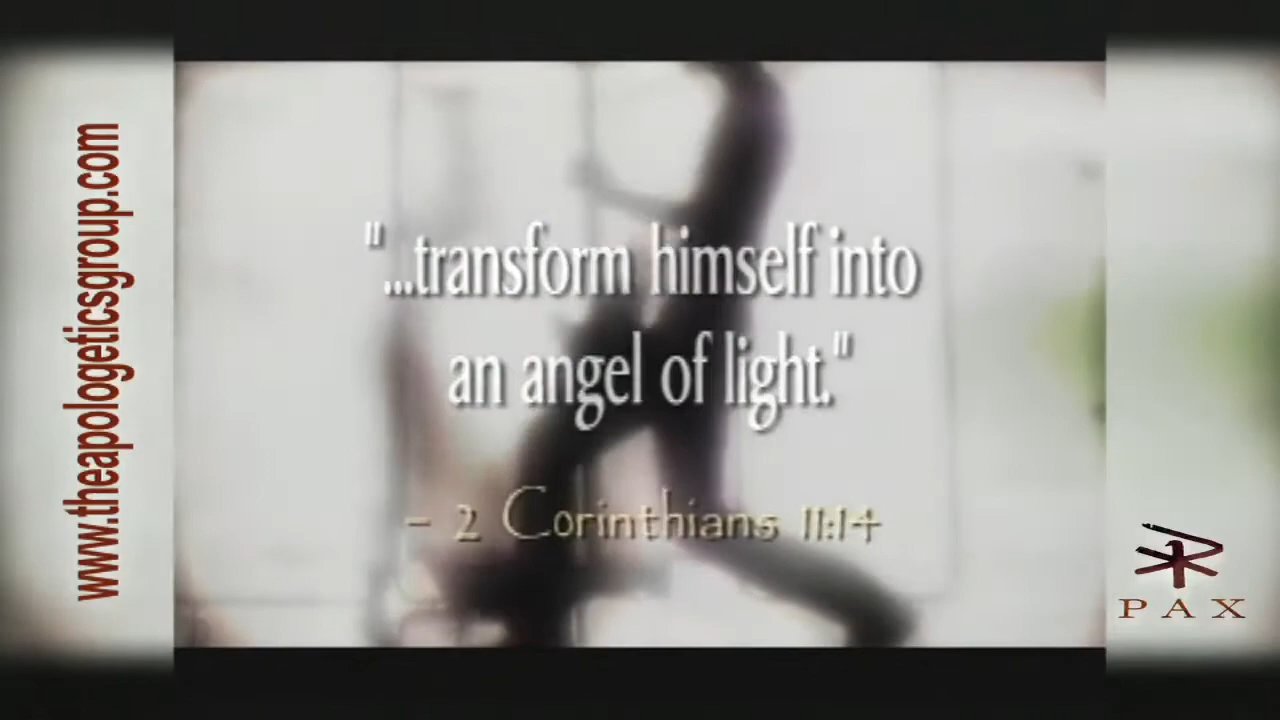 www.theapologeticsgroup.com
"...transform himself into
an angel of light."
- 2 Corinthians 11:14
PAX